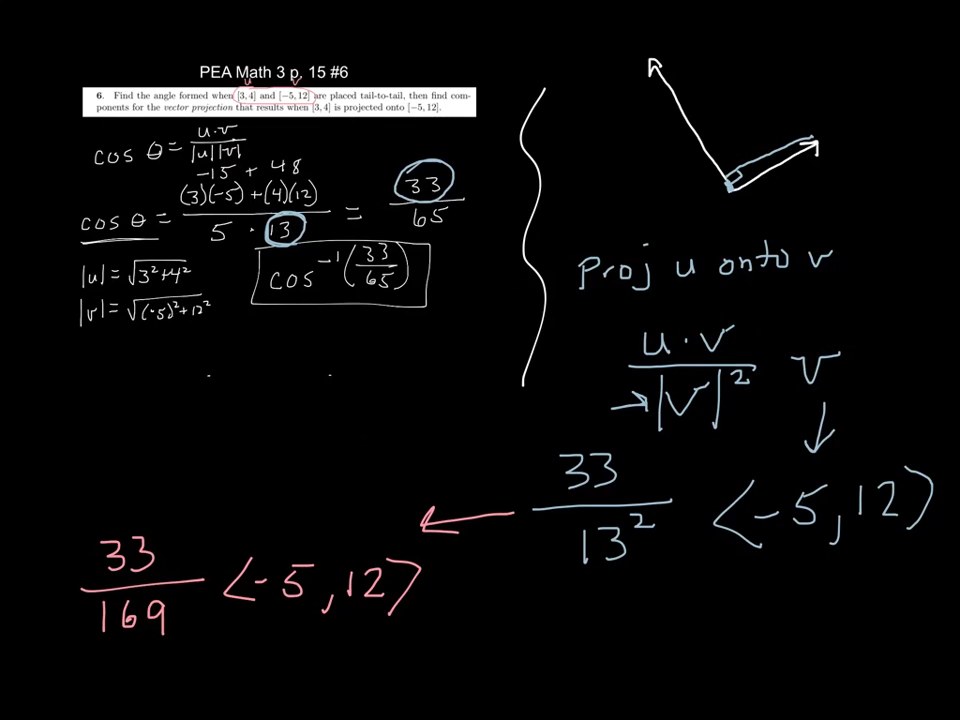 PEA Math 3 p. 15 #6
u v
6. Find the angle formed when [3,4] and [−5,12] are placed tail-to-tail, then find com-
ponents for the vector projection that results when [3,4] is projected onto [−5,12].
cos θ = u·v / |u||v|
-15 + 48
cos θ = (3)(-5) + (4)(12) / 5 · 13 = 33 / 65
|u| = √3²+4²
|v| = √(-5)²+12²
cos⁻¹(33/65)
Proj u onto v
u·v / |v|² v
33 / 13² <-5, 12>
33 / 169 <-5, 12>